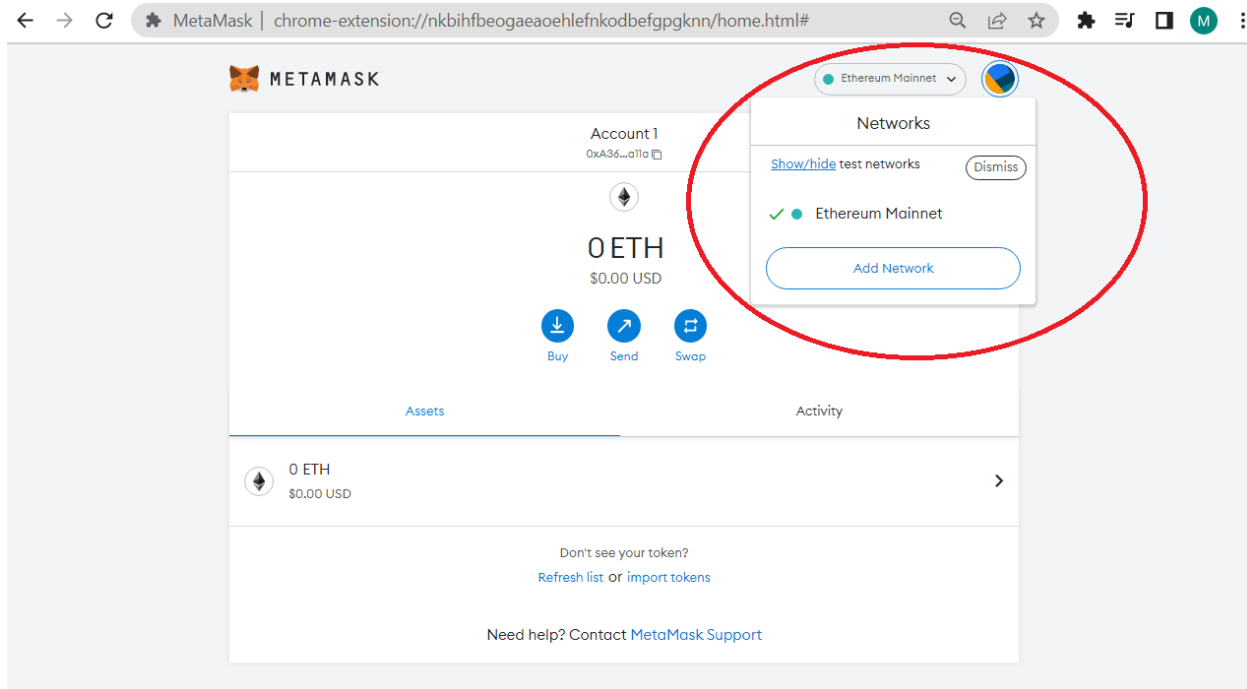 MetaMask | chrome-extension://nkbihfbeogaeaoehlefnkodbefgpgknn/home.html#
M
METAMASK
Ethereum Mainnet
Networks
Show/hide test networks
Dismiss
Ethereum Mainnet
Add Network
Account 1
0xA36...a11a
0 ETH
$0.00 USD
Buy Send Swap
Assets Activity
0 ETH
$0.00 USD
Don't see your token?
Refresh list or import tokens
Need help? Contact MetaMask Support